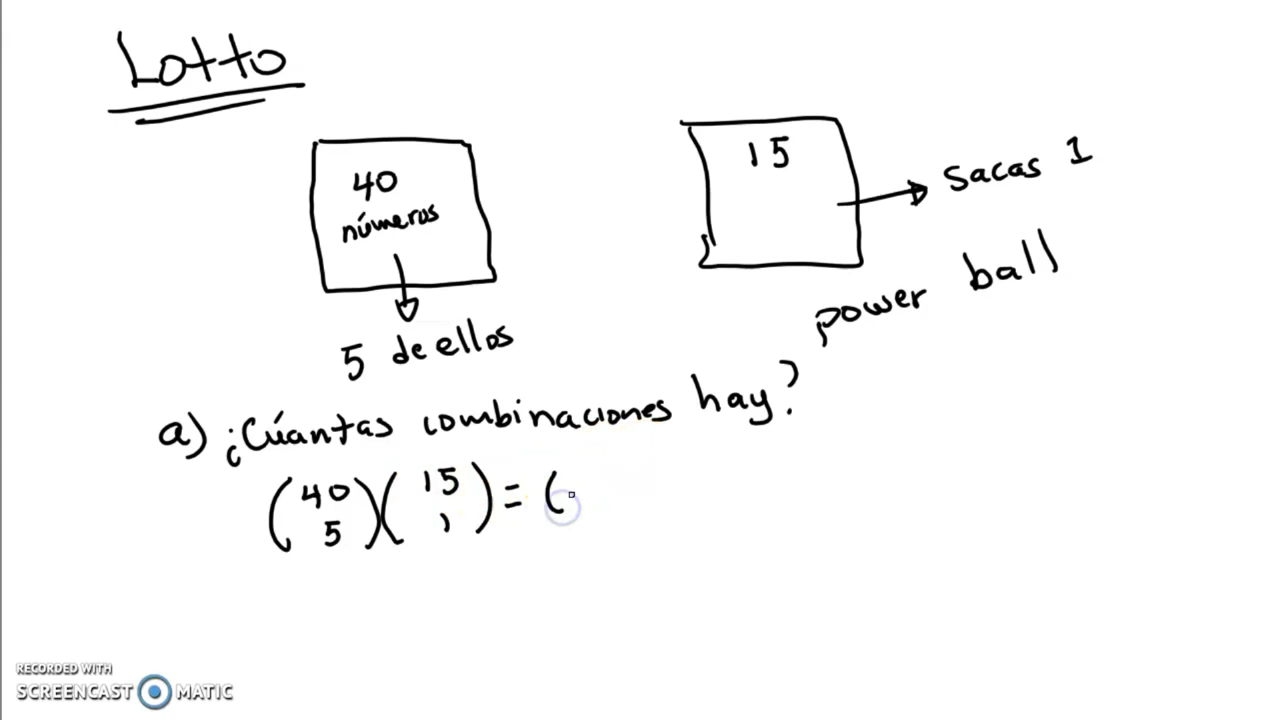 Lotto
40
números
5 de ellos
15
Sacas 1
power ball
a) ¿Cúantas combinaciones hay?
(40 5)(15 1) = (
RECORDED WITH
SCREENCAST MATIC